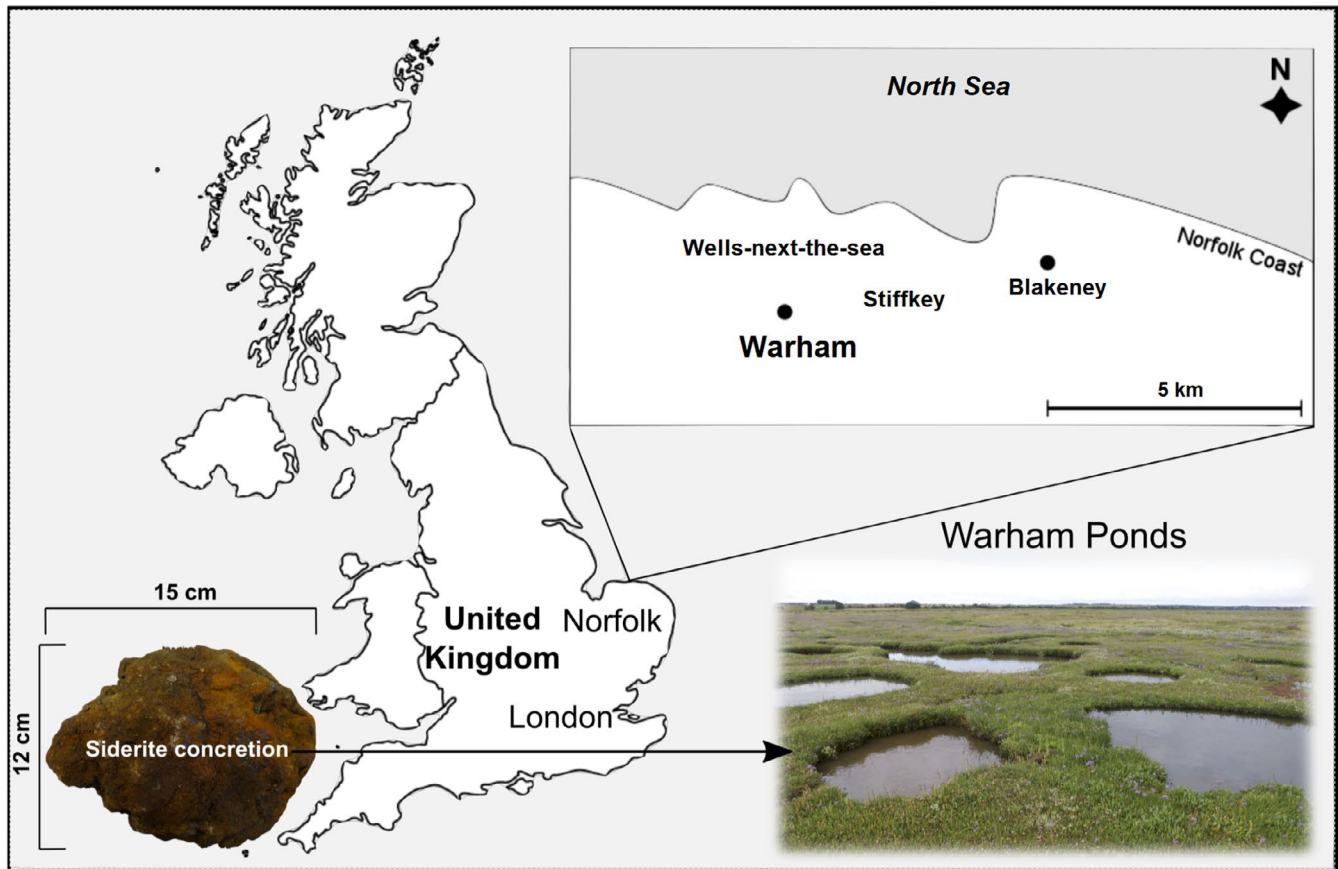 North Sea
N
Norfolk Coast
Wells-next-the-sea
Stiffkey
Blakeney
Warham
5 km
Warham Ponds
15 cm
12 cm
Siderite concretion
United
Kingdom
Norfolk
London